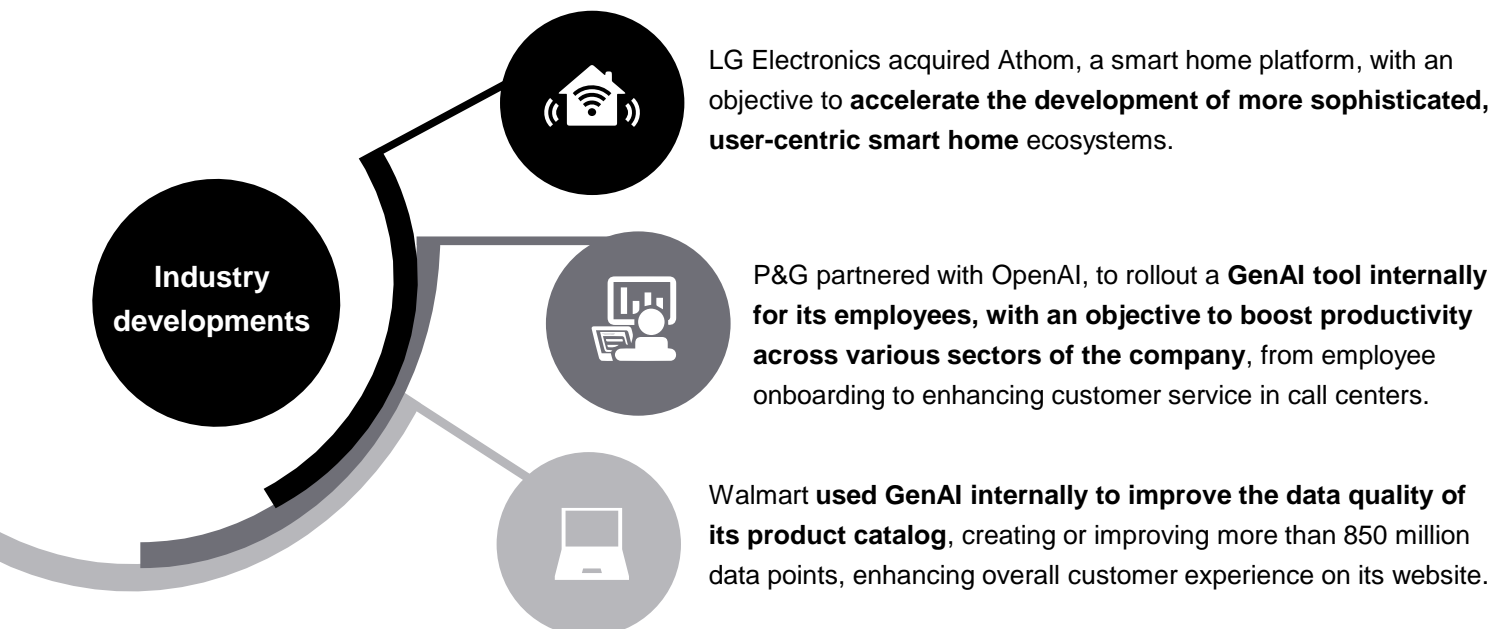 Industry
developments
LG Electronics acquired Athom, a smart home platform, with an
objective to accelerate the development of more sophisticated,
user-centric smart home ecosystems.
P&G partnered with OpenAI, to rollout a GenAI tool internally
for its employees, with an objective to boost productivity
across various sectors of the company, from employee
onboarding to enhancing customer service in call centers.
Walmart used GenAI internally to improve the data quality of
its product catalog, creating or improving more than 850 million
data points, enhancing overall customer experience on its website.